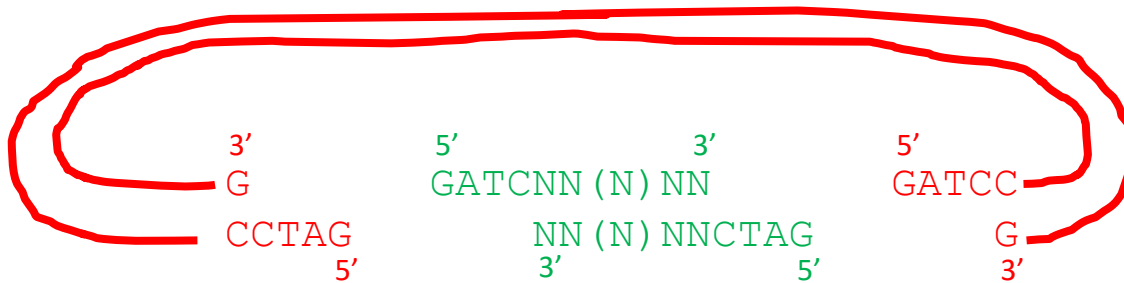 3’ 5’ 3’ 5’
G GATCNN(N)NN GATCC
CCTAG NN(N)NNCTAG G
5’ 3’ 5’ 3’